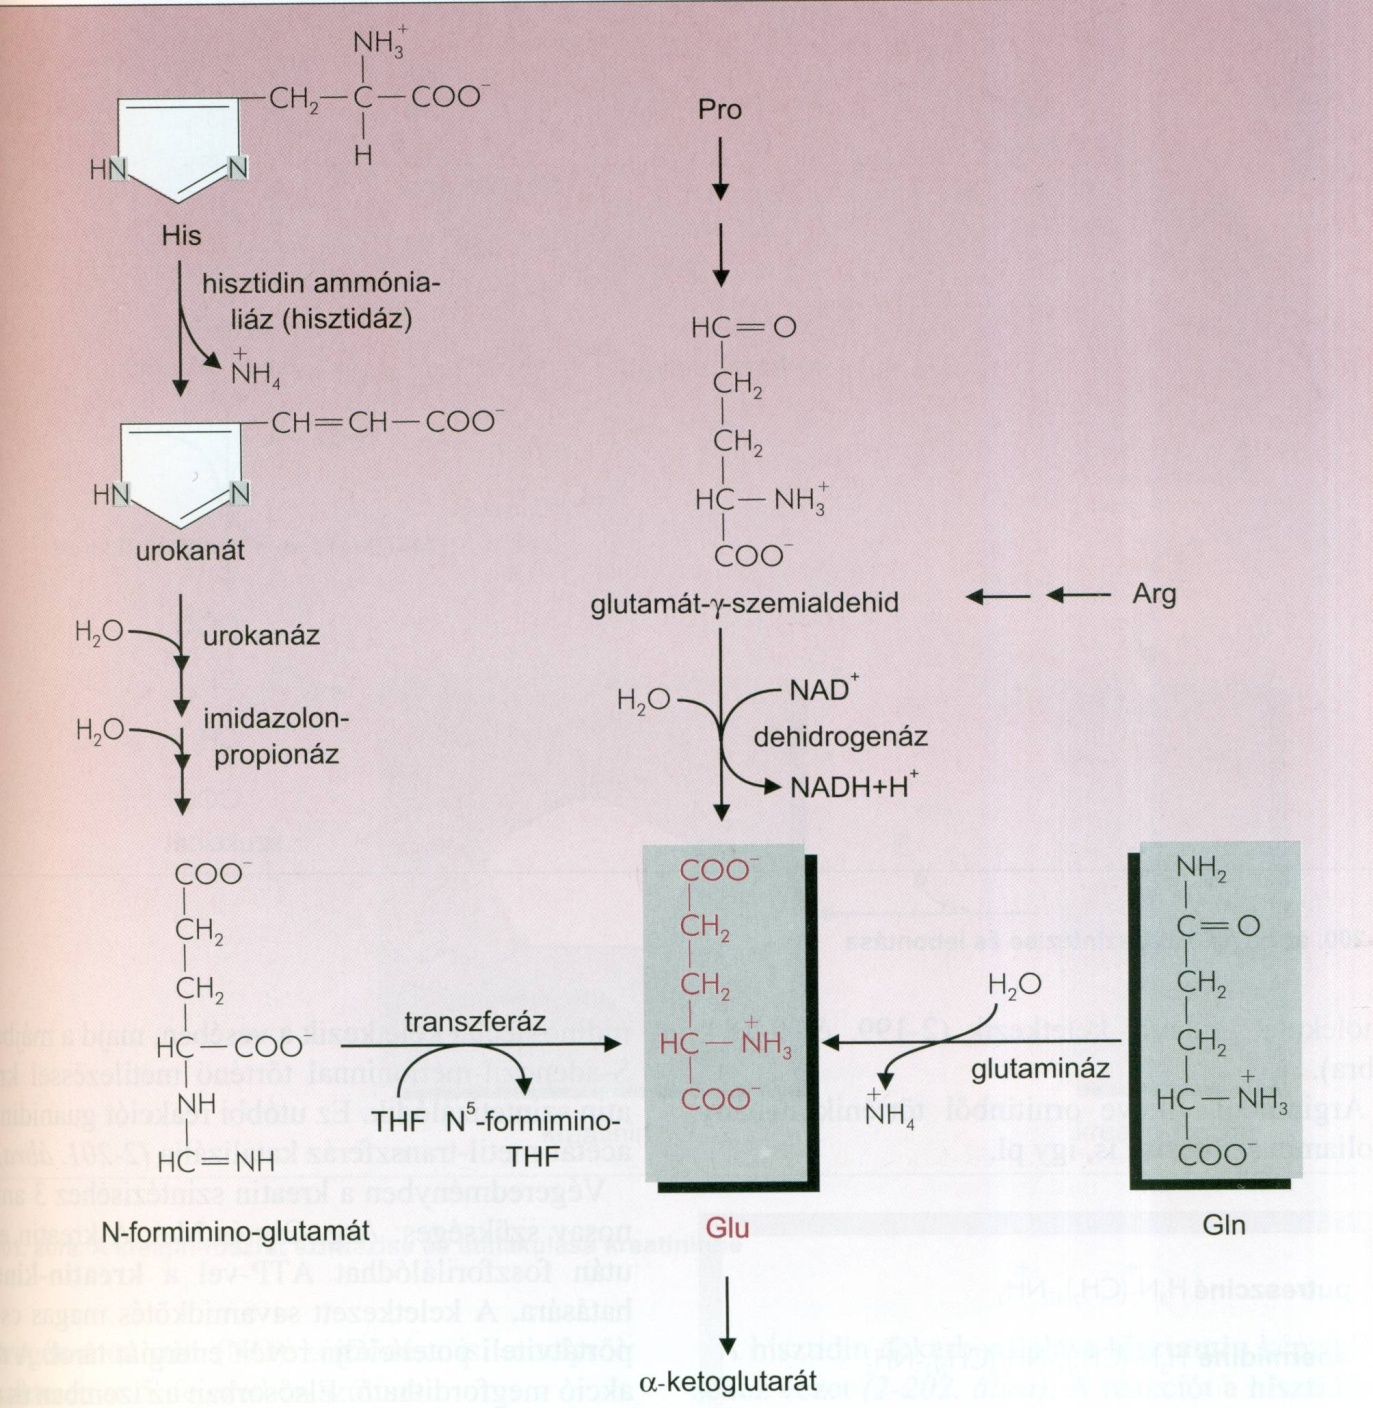 NH₃⁺
CH₂—C—COO⁻
H
HN N
His
hisztidin ammónia-
liáz (hisztidáz)
⁺NH₄
CH=CH—COO⁻
HN N
urokanát
H₂O urokanáz
H₂O imidazolon-
propionáz
COO⁻
CH₂
CH₂
HC—COO⁻
NH
HC=NH
N-formimino-glutamát
transzferáz
THF N⁵-formimino-
THF
Pro
HC=O
CH₂
CH₂
HC—NH₃⁺
COO⁻
glutamát-γ-szemialdehid
Arg
H₂O NAD⁺
dehidrogenáz
NADH+H⁺
COO⁻
CH₂
CH₂
HC—⁺NH₃
COO⁻
Glu
α-ketoglutarát
H₂O
glutamináz
⁺NH₄
NH₂
C=O
CH₂
CH₂
HC—⁺NH₃
COO⁻
Gln